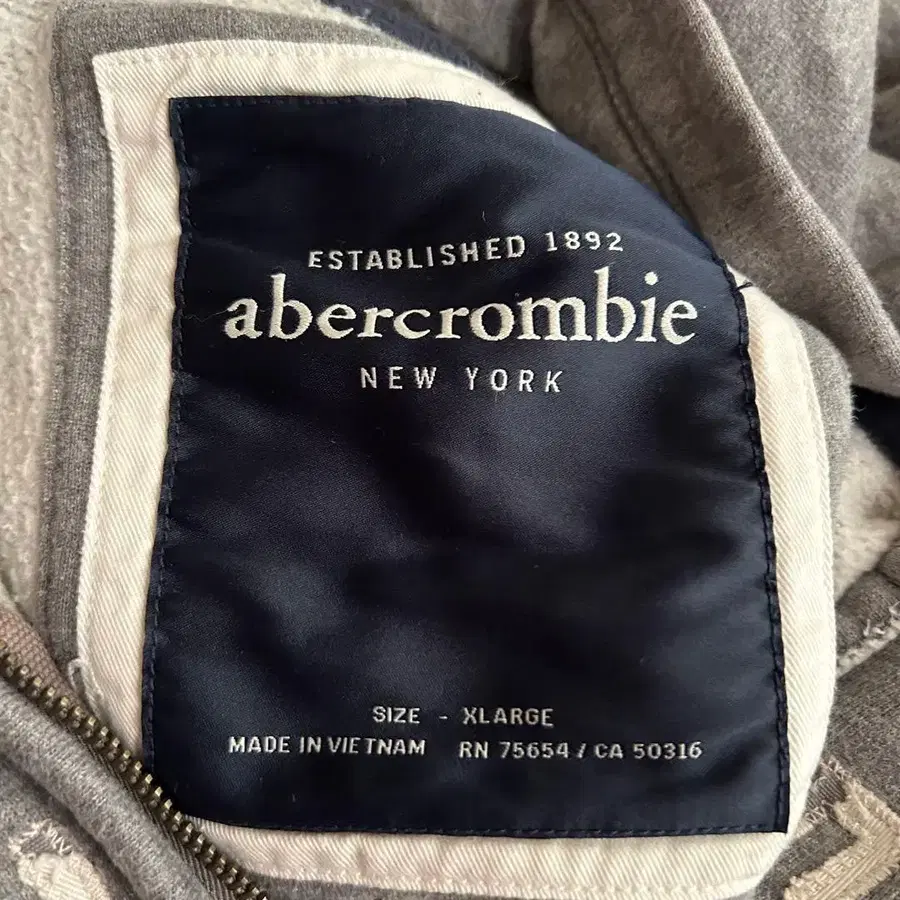 ESTABLISHED 1892
abercrombie
NEW YORK
SIZE - XLARGE
MADE IN VIETNAM RN 75654 / CA 50316